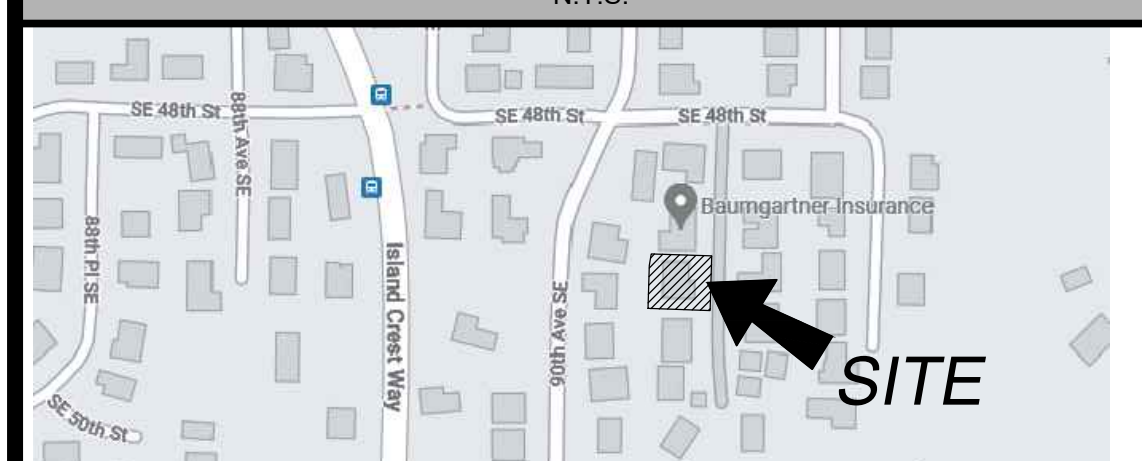 N.T.S.
SE 48th St
SE 48th St
SE 48th St
88th Ave SE
Baumgartner Insurance
88th Pl SE
Island Crest Way
90th Ave SE
SITE
SE 50th St